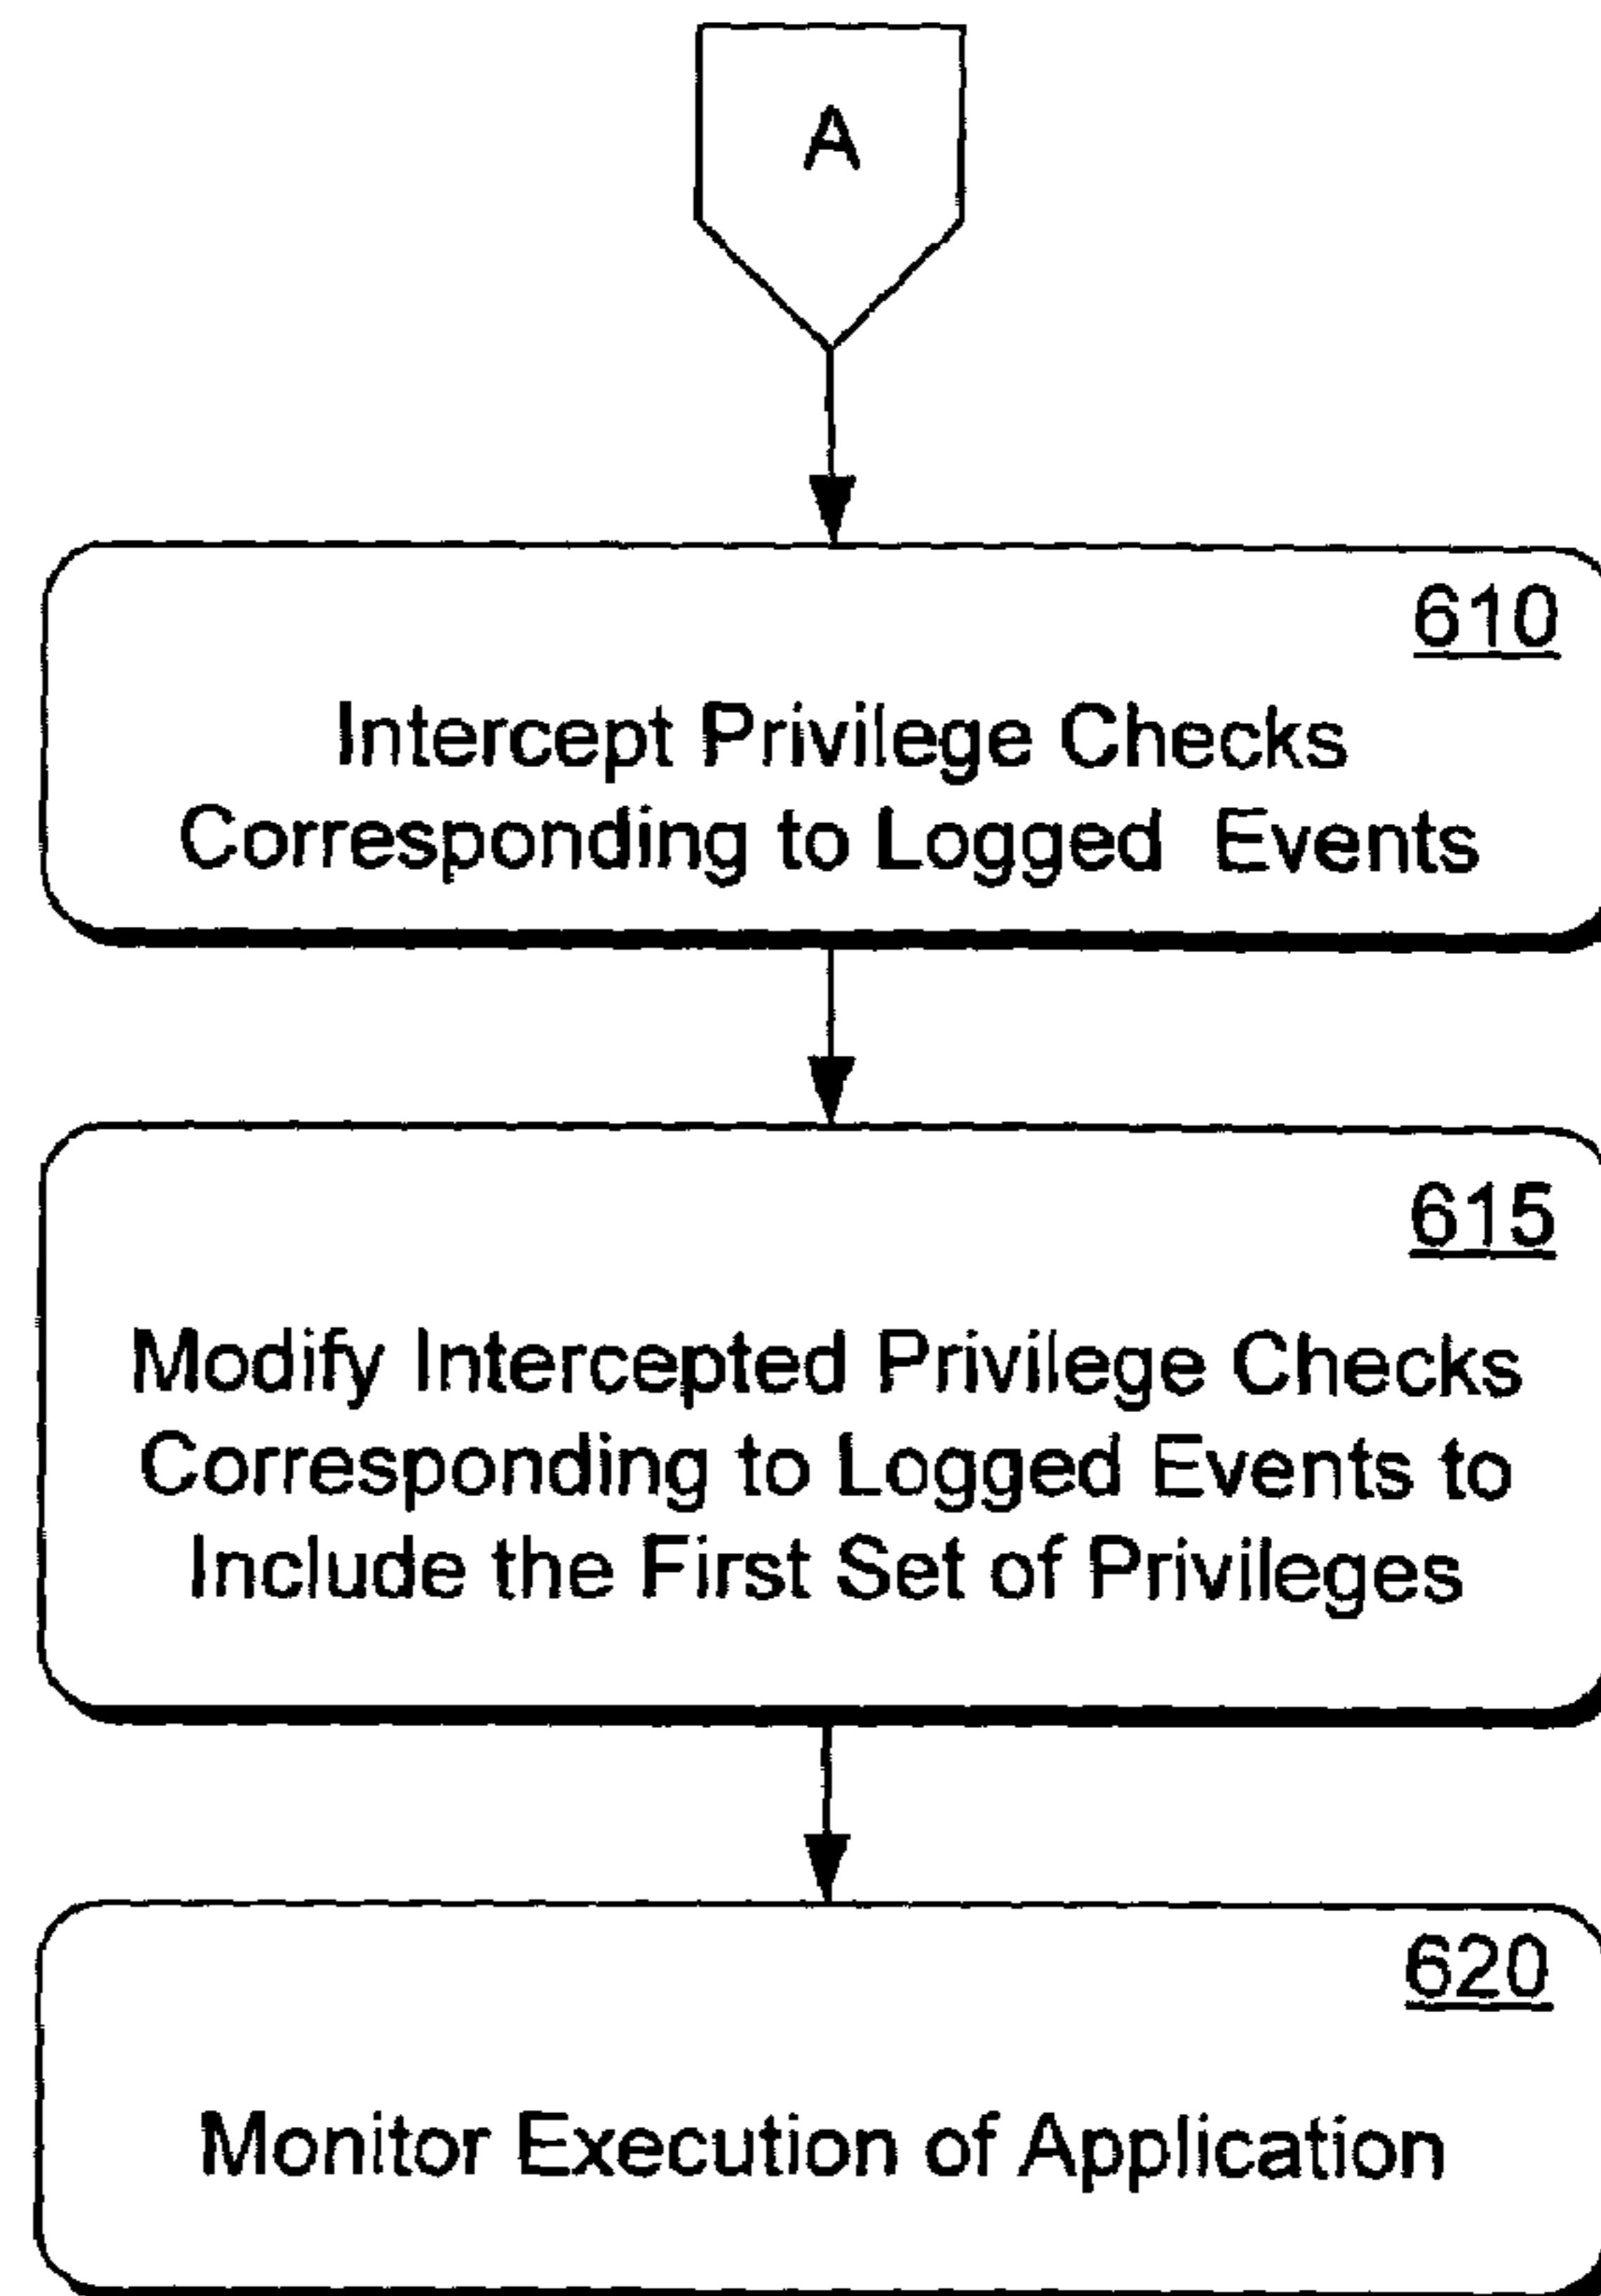 A
610
Intercept Privilege Checks
Corresponding to Logged Events
615
Modify Intercepted Privilege Checks
Corresponding to Logged Events to
Include the First Set of Privileges
620
Monitor Execution of Application